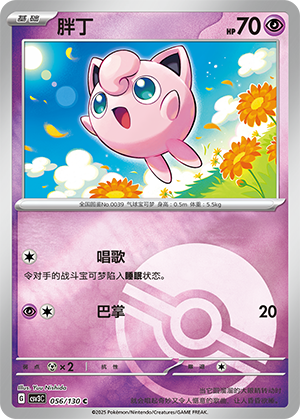 基础
胖丁
HP70
全国图鉴No.0039 气球宝可梦 身高：0.5m 体重：5.5kg
唱歌
令对手的战斗宝可梦陷入睡眠状态。
巴掌 20
弱点 ×2 抵抗力 撤退
Illus. Yuu Nishida
G CSV3C 056/130 C
©2025 Pokémon/Nintendo/Creatures/GAME FREAK.